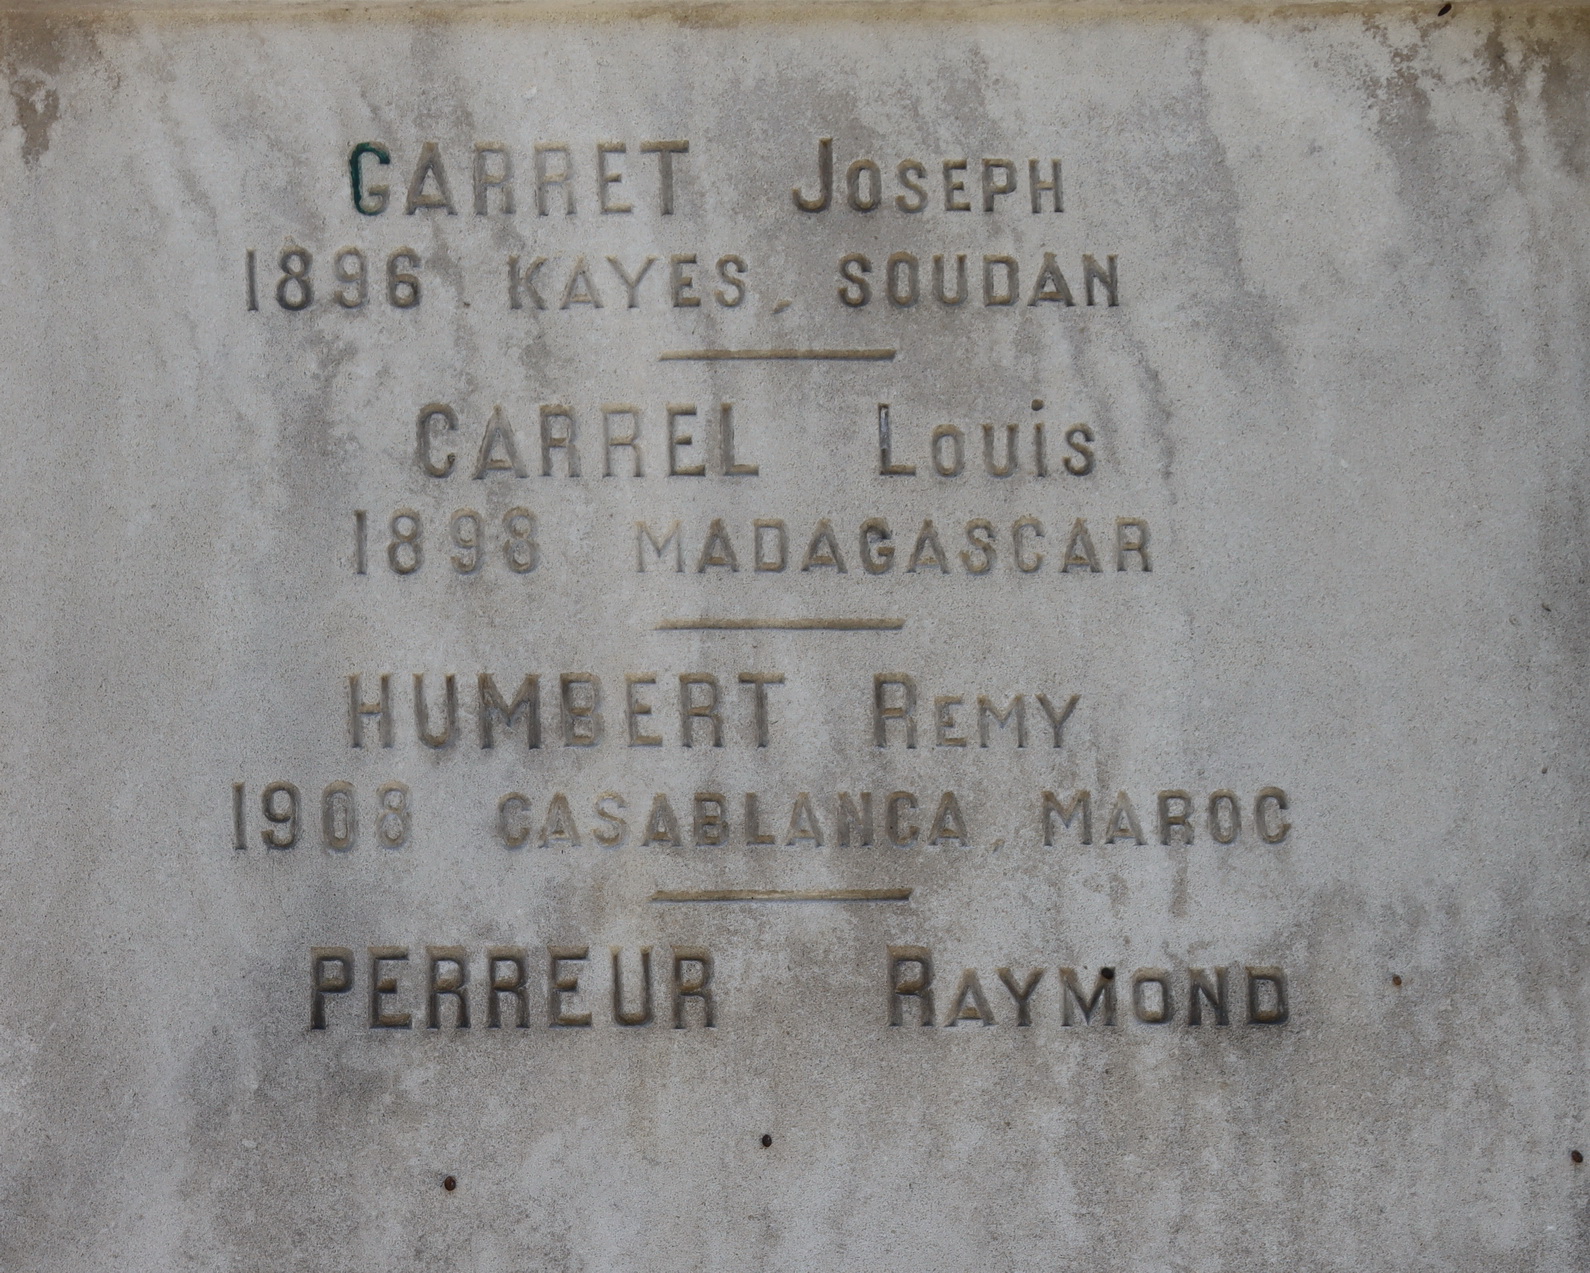 GARRET JOSEPH
1896. KAYES, SOUDAN
CARREL LOUiS
1898 MADAGASCAR
HUMBERT REMY
1908 CASABLANCA, MAROC
PERREUR RAYMOND